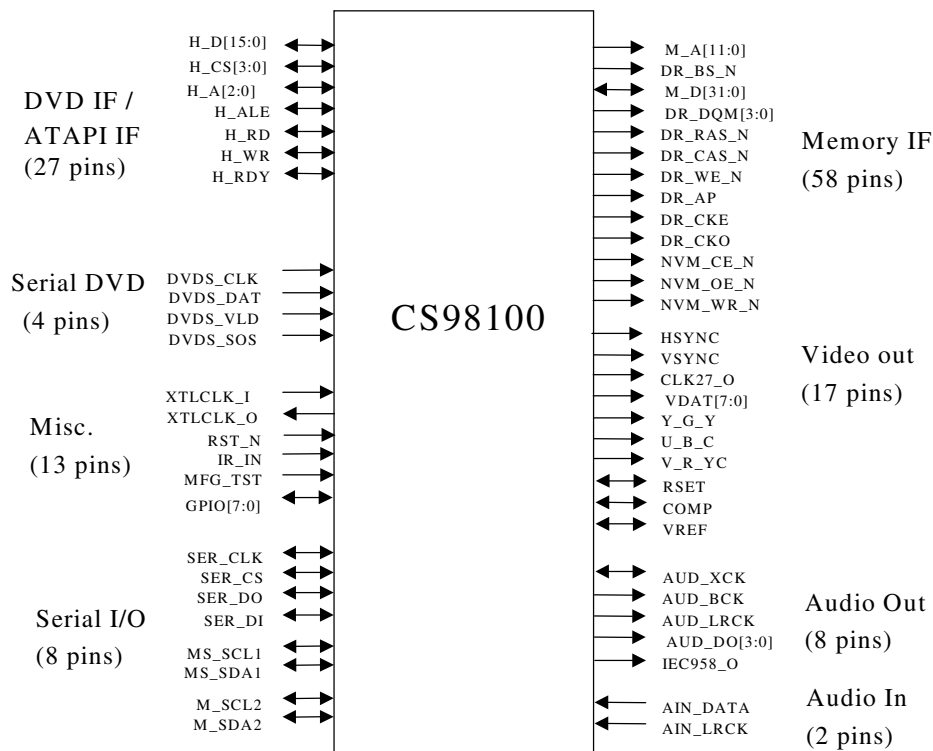 DVD IF /
ATAPI IF
(27 pins)
H_D[15:0]
H_CS[3:0]
H_A[2:0]
H_ALE
H_RD
H_WR
H_RDY
Serial DVD
(4 pins)
DVDS_CLK
DVDS_DAT
DVDS_VLD
DVDS_SOS
Misc.
(13 pins)
XTLCLK_I
XTLCLK_O
RST_N
IR_IN
MFG_TST
GPIO[7:0]
Serial I/O
(8 pins)
SER_CLK
SER_CS
SER_DO
SER_DI
MS_SCL1
MS_SDA1
M_SCL2
M_SDA2
CS98100
M_A[11:0]
DR_BS_N
M_D[31:0]
DR_DQM[3:0]
DR_RAS_N
DR_CAS_N
DR_WE_N
DR_AP
DR_CKE
DR_CKO
NVM_CE_N
NVM_OE_N
NVM_WR_N
Memory IF
(58 pins)
HSYNC
VSYNC
CLK27_O
VDAT[7:0]
Y_G_Y
U_B_C
V_R_YC
RSET
COMP
VREF
Video out
(17 pins)
AUD_XCK
AUD_BCK
AUD_LRCK
AUD_DO[3:0]
IEC958_O
Audio Out
(8 pins)
AIN_DATA
AIN_LRCK
Audio In
(2 pins)